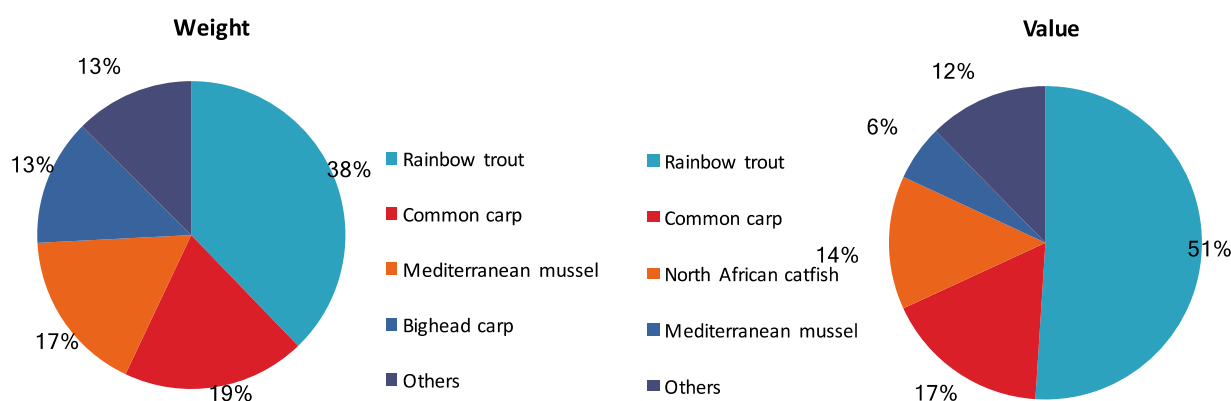 Weight
13%
13%
38%
17%
19%
Rainbow trout
Common carp
Mediterranean mussel
Bighead carp
Others
Value
12%
6%
14%
51%
17%
Rainbow trout
Common carp
North African catfish
Mediterranean mussel
Others